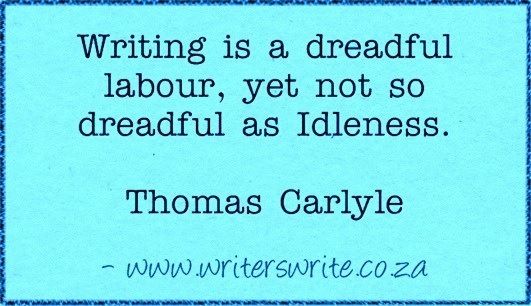 Writing is a dreadful
labour, yet not so
dreadful as Idleness.
Thomas Carlyle
- www.writerswrite.co.za